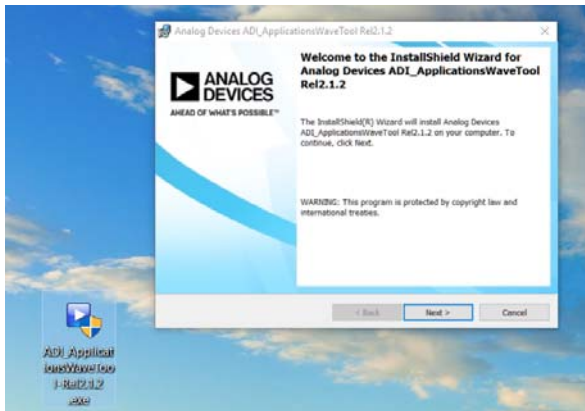 Analog Devices ADI_ApplicationsWaveTool Rel2.1.2
ANALOG
DEVICES
AHEAD OF WHAT'S POSSIBLE™
Welcome to the InstallShield Wizard for
Analog Devices ADI_ApplicationsWaveTool
Rel2.1.2
The InstallShield(R) Wizard will install Analog Devices
ADI_ApplicationsWaveTool Rel2.1.2 on your computer. To
continue, click Next.
WARNING: This program is protected by copyright law and
international treaties.
< Back
Next >
Cancel
ADI_Applicat
ionsWaveToo
l-Rel2.1.2
.exe